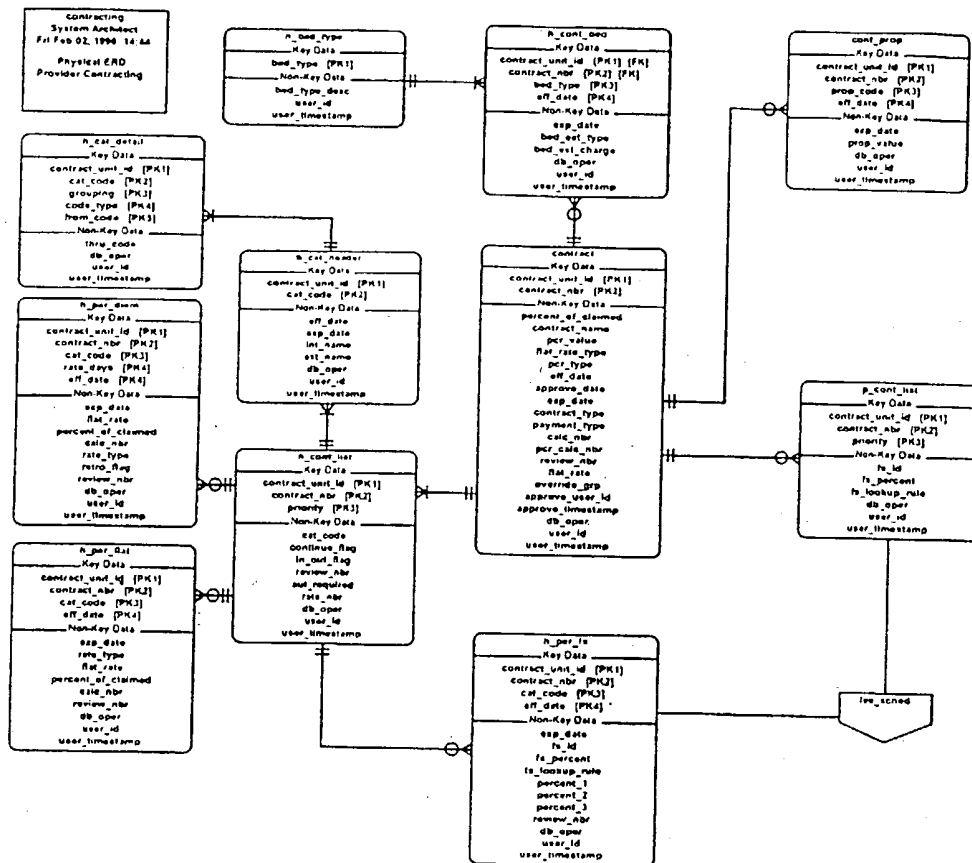 contracting
System Architect
Fri Feb 02, 1996 14:44
Physical ERD
Provider Contracting
h_bed_type
Key Data
bed_type [PK1]
Non-Key Data
bed_type_desc
user_id
user_timestamp
h_cont_bed
Key Data
contract_unit_id [PK1] [FK]
contract_nbr [PK2] [FK]
bed_type [PK3]
eff_date [PK4]
Non-Key Data
exp_date
bed_est_type
bed_est_charge
db_oper
user_id
user_timestamp
cont_prop
Key Data
contract_unit_id [PK1]
contract_nbr [PK2]
prop_code [PK3]
eff_date [PK4]
Non-Key Data
exp_date
prop_value
db_oper
user_id
user_timestamp
h_cat_detail
Key Data
contract_unit_id [PK1]
cat_code [PK2]
grouping [PK3]
code_type [PK4]
from_code [PK5]
Non-Key Data
thru_code
db_oper
user_id
user_timestamp
h_cat_header
Key Data
contract_unit_id [PK1]
cat_code [PK2]
Non-Key Data
eff_date
exp_date
int_name
ext_name
db_oper
user_id
user_timestamp
contract
Key Data
contract_unit_id [PK1]
contract_nbr [PK2]
Non-Key Data
percent_of_claimed
contract_name
pcr_value
flat_rate_type
pcr_type
eff_date
approve_date
exp_date
contract_type
payment_type
calc_nbr
pcr_calc_nbr
review_nbr
flat_rate
override_grp
approve_user_id
approve_timestamp
db_oper
user_id
user_timestamp
h_per_diem
Key Data
contract_unit_id [PK1]
contract_nbr [PK2]
cat_code [PK3]
rate_days [PK4]
eff_date [PK4]
Non-Key Data
exp_date
flat_rate
percent_of_claimed
calc_nbr
rate_type
retro_flag
review_nbr
db_oper
user_id
user_timestamp
h_cont_list
Key Data
contract_unit_id [PK1]
contract_nbr [PK2]
priority [PK3]
Non-Key Data
cat_code
continue_flag
in_out_flag
review_nbr
aut_required
rate_nbr
db_oper
user_id
user_timestamp
p_cont_list
Key Data
contract_unit_id [PK1]
contract_nbr [PK2]
priority [PK3]
Non-Key Data
fs_id
fs_percent
fs_lookup_rule
db_oper
user_id
user_timestamp
h_per_flat
Key Data
contract_unit_id [PK1]
contract_nbr [PK2]
cat_code [PK3]
eff_date [PK4]
Non-Key Data
exp_date
rate_type
flat_rate
percent_of_claimed
calc_nbr
review_nbr
db_oper
user_id
user_timestamp
h_per_fs
Key Data
contract_unit_id [PK1]
contract_nbr [PK2]
cat_code [PK3]
eff_date [PK4]
Non-Key Data
exp_date
fs_id
fs_percent
fs_lookup_rule
percent_1
percent_2
percent_3
review_nbr
db_oper
user_id
user_timestamp
fee_sched